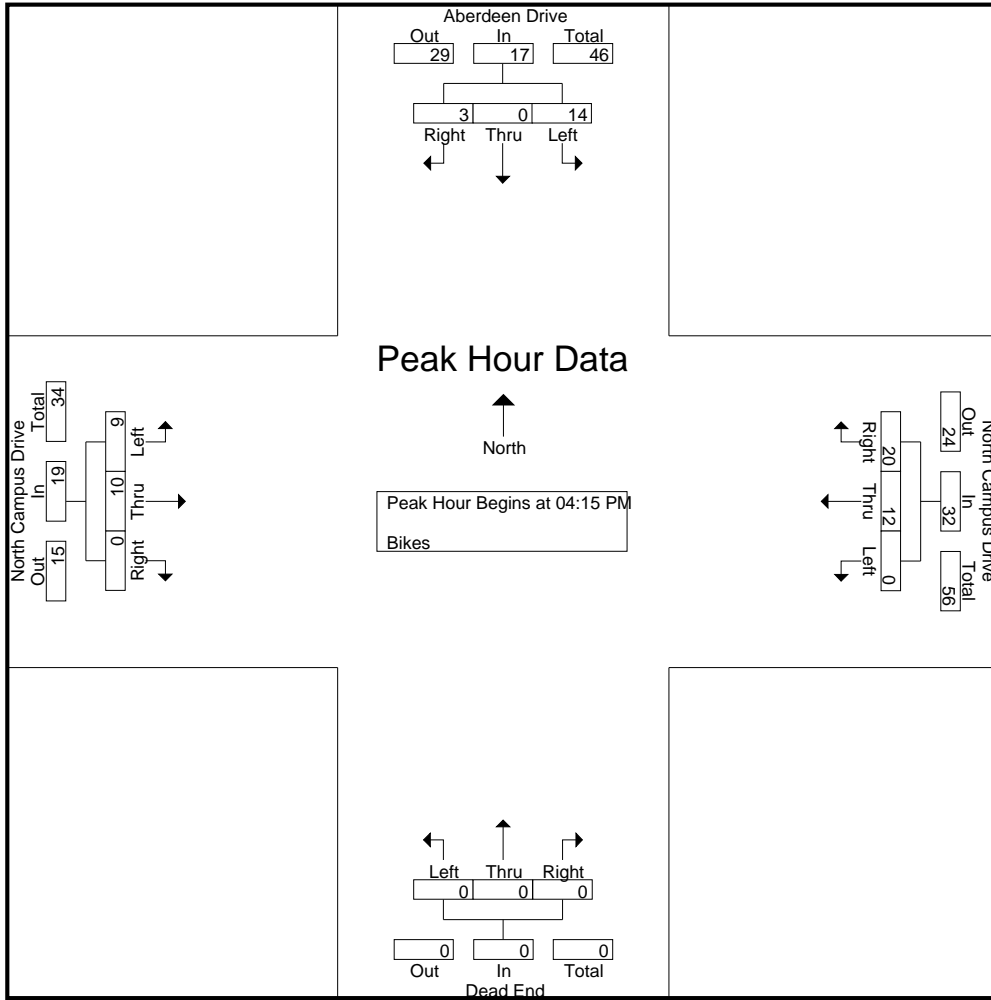 Aberdeen Drive
Out In Total
29 17 46
3 0 14
Right Thru Left
Peak Hour Data
North
Peak Hour Begins at 04:15 PM
Bikes
North Campus Drive
Out In Total
15 19 34
Left Thru Right
9 10 0
North Campus Drive
Out In Total
24 32 56
Right Thru Left
20 12 0
Left Thru Right
0 0 0
0 0 0
Out In Total
Dead End